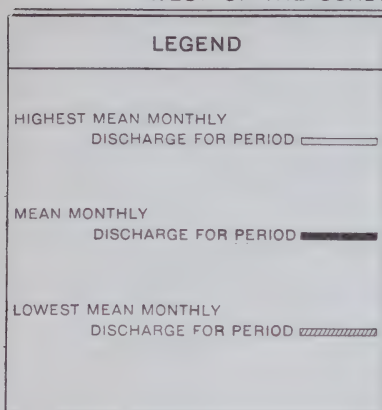 LEGEND
HIGHEST MEAN MONTHLY
DISCHARGE FOR PERIOD
MEAN MONTHLY
DISCHARGE FOR PERIOD
LOWEST MEAN MONTHLY
DISCHARGE FOR PERIOD